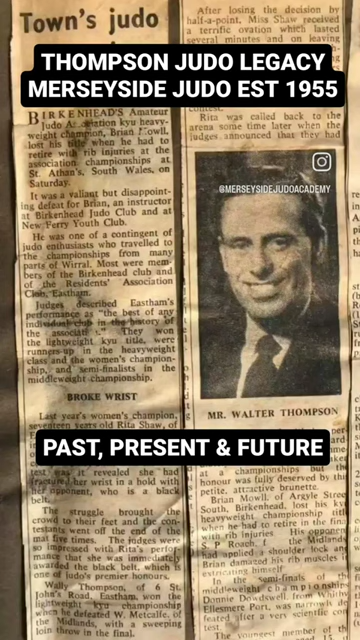 Town's judo
THOMPSON JUDO LEGACY
MERSEYSIDE JUDO EST 1955
BIRKENHEAD'S Amateur
Judo Association kyu heavy-
weight champion, Brian Mowll,
lost his title when he had to
retire with rib injuries at the
association championships at
St. Athan's, South Wales, on
Saturday.
It was a valiant but disappoint-
ing defeat for Brian, an instructor
at Birkenhead Judo Club and at
New Ferry Youth Club.
He was one of a contingent of
judo enthusiasts who travelled to
the championships from many
parts of Wirral. Most were mem-
bers of the Birkenhead club and
of the Residents' Association
Club, Eastham.
Judges described Eastham's
performance as "the best of any
individual club in the history of
the association". They won
the lightweight kyu title, were
runners-up in the heavyweight
class and the women's champion-
ship, and semi-finalists in the
middleweight championship.
BROKE WRIST
Last year's women's champion,
seventeen years old Rita Shaw, of
PAST, PRESENT & FUTURE
test was it revealed she had
fractured her wrist in a hold with
her opponent, who is a black
belt.
The struggle brought the
crowd to their feet and the con-
testants went off the end of the
mat five times. The judges were
so impressed with Rita's perfor-
mance that she was immediately
awarded the black belt, which is
one of judo's premier honours.
Wally Thompson, of 6 St.
John's Road, Eastham, won the
lightweight kyu championship
when he defeated W. Metcalfe, of
the Midlands, with a sweeping
loin throw in the final.
After losing the decision by
half-a-point, Miss Shaw received
a terrific ovation which lasted
several minutes and on leaving
Rita was called back to the
arena some time later when the
judges announced that they had
@MERSEYSIDEJUDOACADEMY
MR. WALTER THOMPSON
at a championships but the
honour was fully deserved by the
petite, attractive brunette.
Brian Mowll, of Argyle Street
South, Birkenhead, lost his kyu
heavyweight championship title
when he had to retire in the final
with rib injuries. His opponent
had applied a shoulder lock and
Brian damaged his ribs muscles in
extricating himself.
In the semi-finals of the
middleweight championship
Donnie Dowdswell, from Whitby
Ellesmere Port, was narrowly de-
feated after a very scientific con-
test.
The youngest member of the